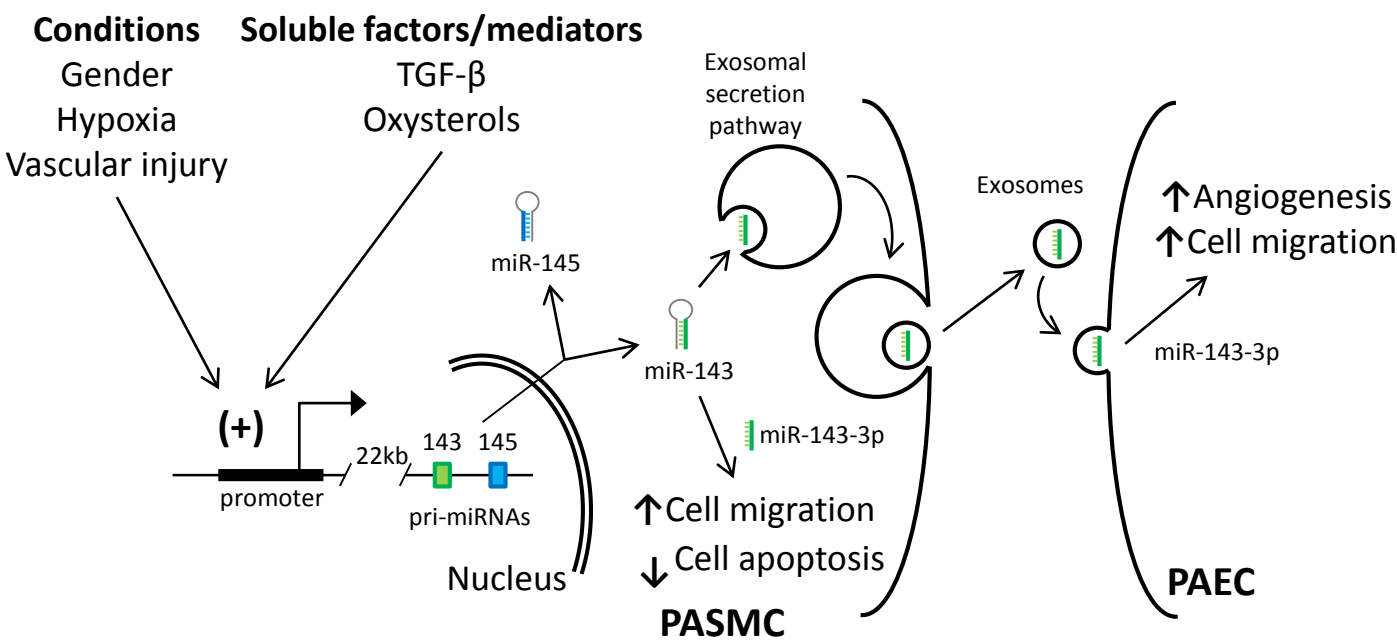 Conditions
Gender
Hypoxia
Vascular injury
Soluble factors/mediators
TGF-β
Oxysterols
(+)
promoter
22kb
143
145
pri-miRNAs
Nucleus
miR-145
miR-143
miR-143-3p
↑Cell migration
↓ Cell apoptosis
PASMC
Exosomal
secretion
pathway
Exosomes
↑Angiogenesis
↑Cell migration
miR-143-3p
PAEC